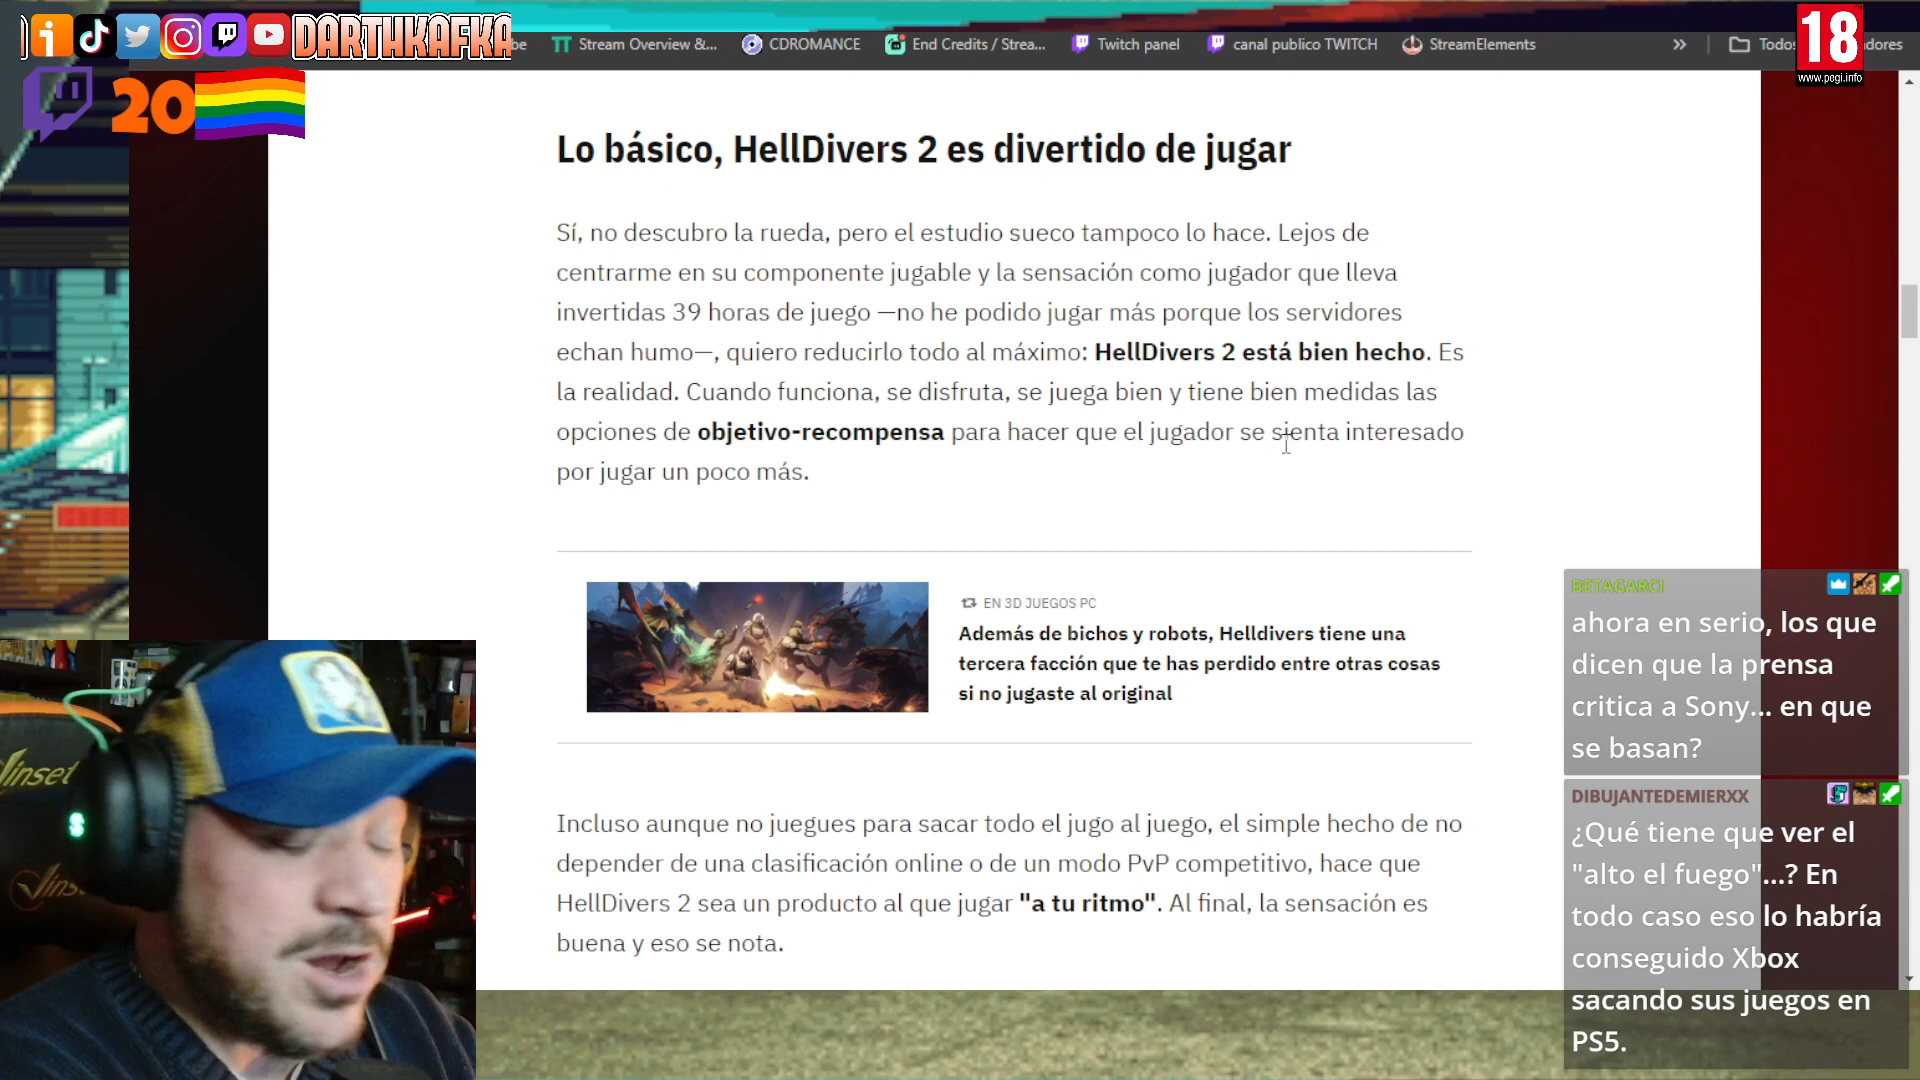 DARTHKAFKA
be
Stream Overview &...
CDROMANCE
End Credits / Strea...
Twitch panel
canal publico TWITCH
StreamElements
»
18
www.pegi.info
20
Lo básico, HellDivers 2 es divertido de jugar
Sí, no descubro la rueda, pero el estudio sueco tampoco lo hace. Lejos de
centrarme en su componente jugable y la sensación como jugador que lleva
invertidas 39 horas de juego —no he podido jugar más porque los servidores
echan humo—, quiero reducirlo todo al máximo: HellDivers 2 está bien hecho. Es
la realidad. Cuando funciona, se disfruta, se juega bien y tiene bien medidas las
opciones de objetivo-recompensa para hacer que el jugador se sienta interesado
por jugar un poco más.
EN 3D JUEGOS PC
Además de bichos y robots, Helldivers tiene una
tercera facción que te has perdido entre otras cosas
si no jugaste al original
Incluso aunque no juegues para sacar todo el jugo al juego, el simple hecho de no
depender de una clasificación online o de un modo PvP competitivo, hace que
HellDivers 2 sea un producto al que jugar "a tu ritmo". Al final, la sensación es
buena y eso se nota.
BETAGARCI
ahora en serio, los que
dicen que la prensa
critica a Sony... en que
se basan?
DIBUJANTEDEMIERXX
¿Qué tiene que ver el
"alto el fuego"...? En
todo caso eso lo habría
conseguido Xbox
sacando sus juegos en
PS5.